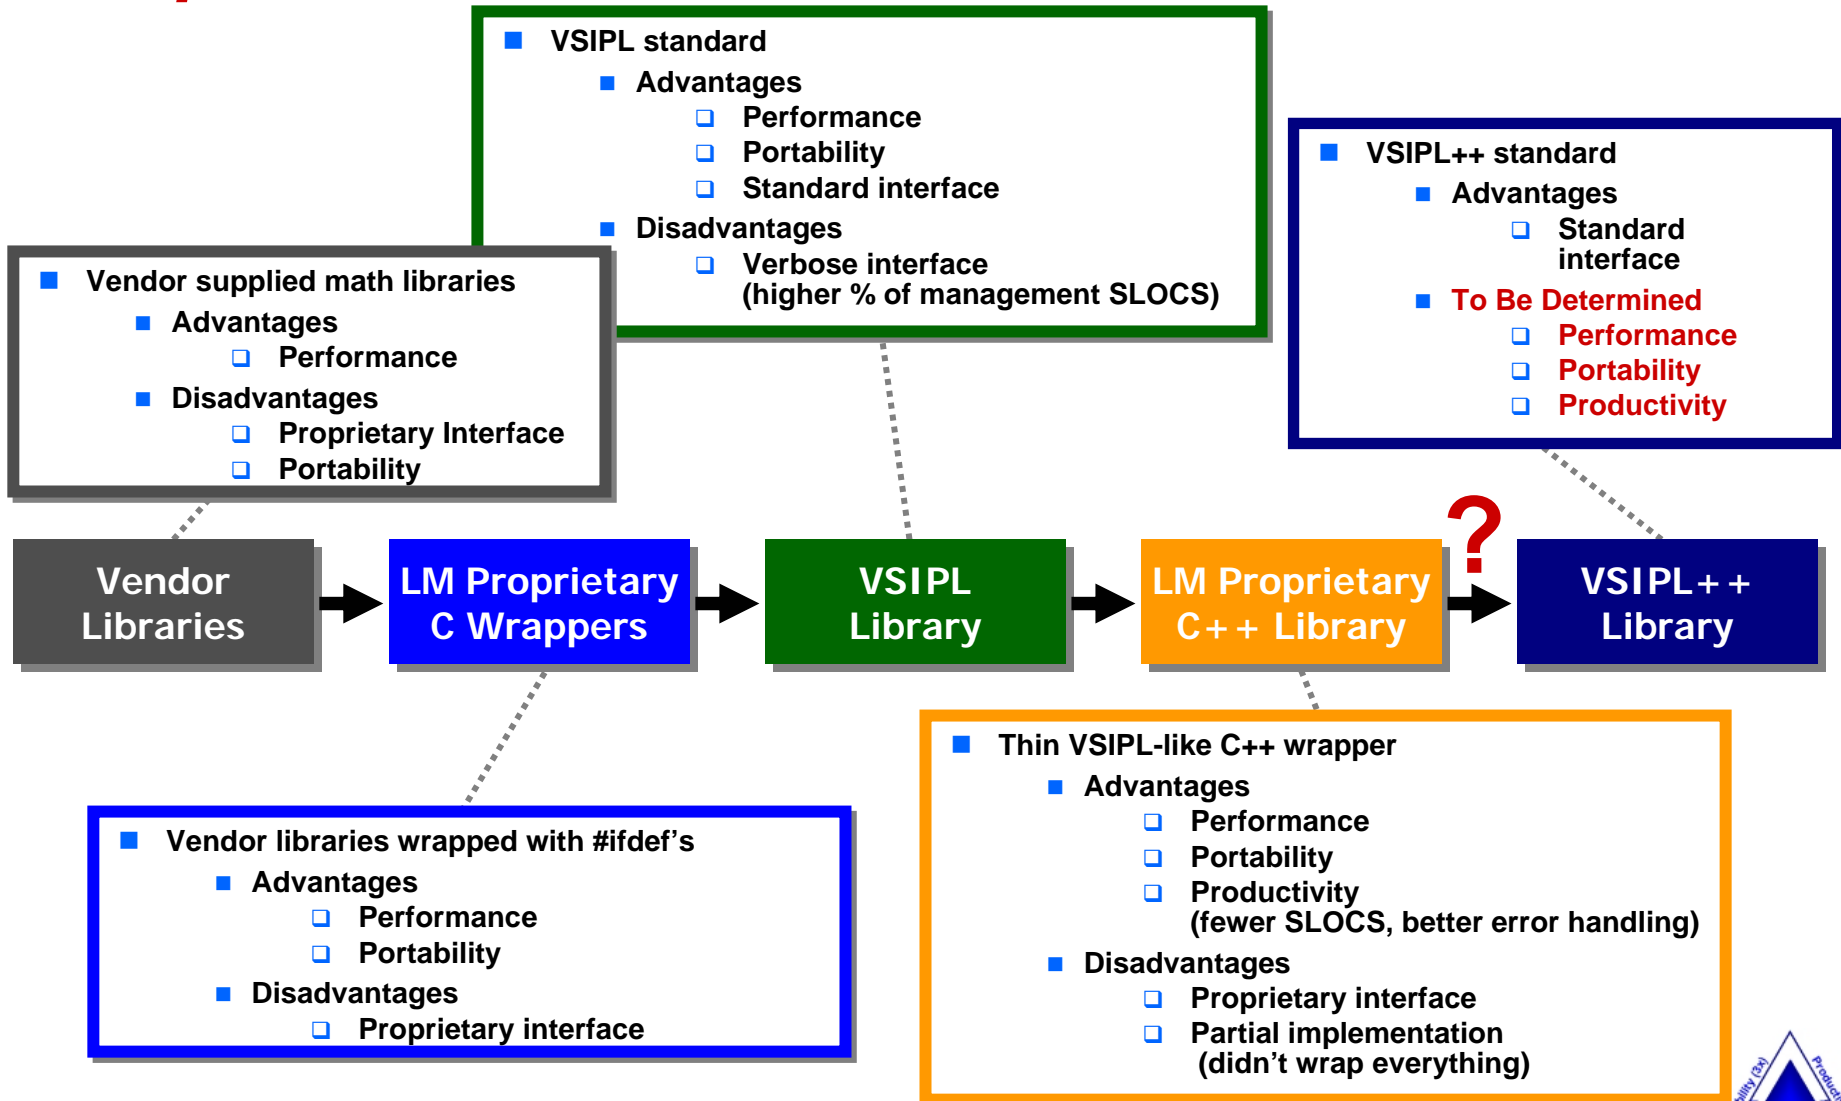 VSIPL standard
Advantages
Performance
Portability
Standard interface
Disadvantages
Verbose interface
(higher % of management SLOCS)
VSIPL++ standard
Advantages
Standard
interface
To Be Determined
Performance
Portability
Productivity
Vendor supplied math libraries
Advantages
Performance
Disadvantages
Proprietary Interface
Portability
?
Vendor
Libraries
LM Proprietary
C Wrappers
VSIPL
Library
LM Proprietary
C++ Library
VSIPL++
Library
Vendor libraries wrapped with #ifdef's
Advantages
Performance
Portability
Disadvantages
Proprietary interface
Thin VSIPL-like C++ wrapper
Advantages
Performance
Portability
Productivity
(fewer SLOCS, better error handling)
Disadvantages
Proprietary interface
Partial implementation
(didn't wrap everything)
(3x)